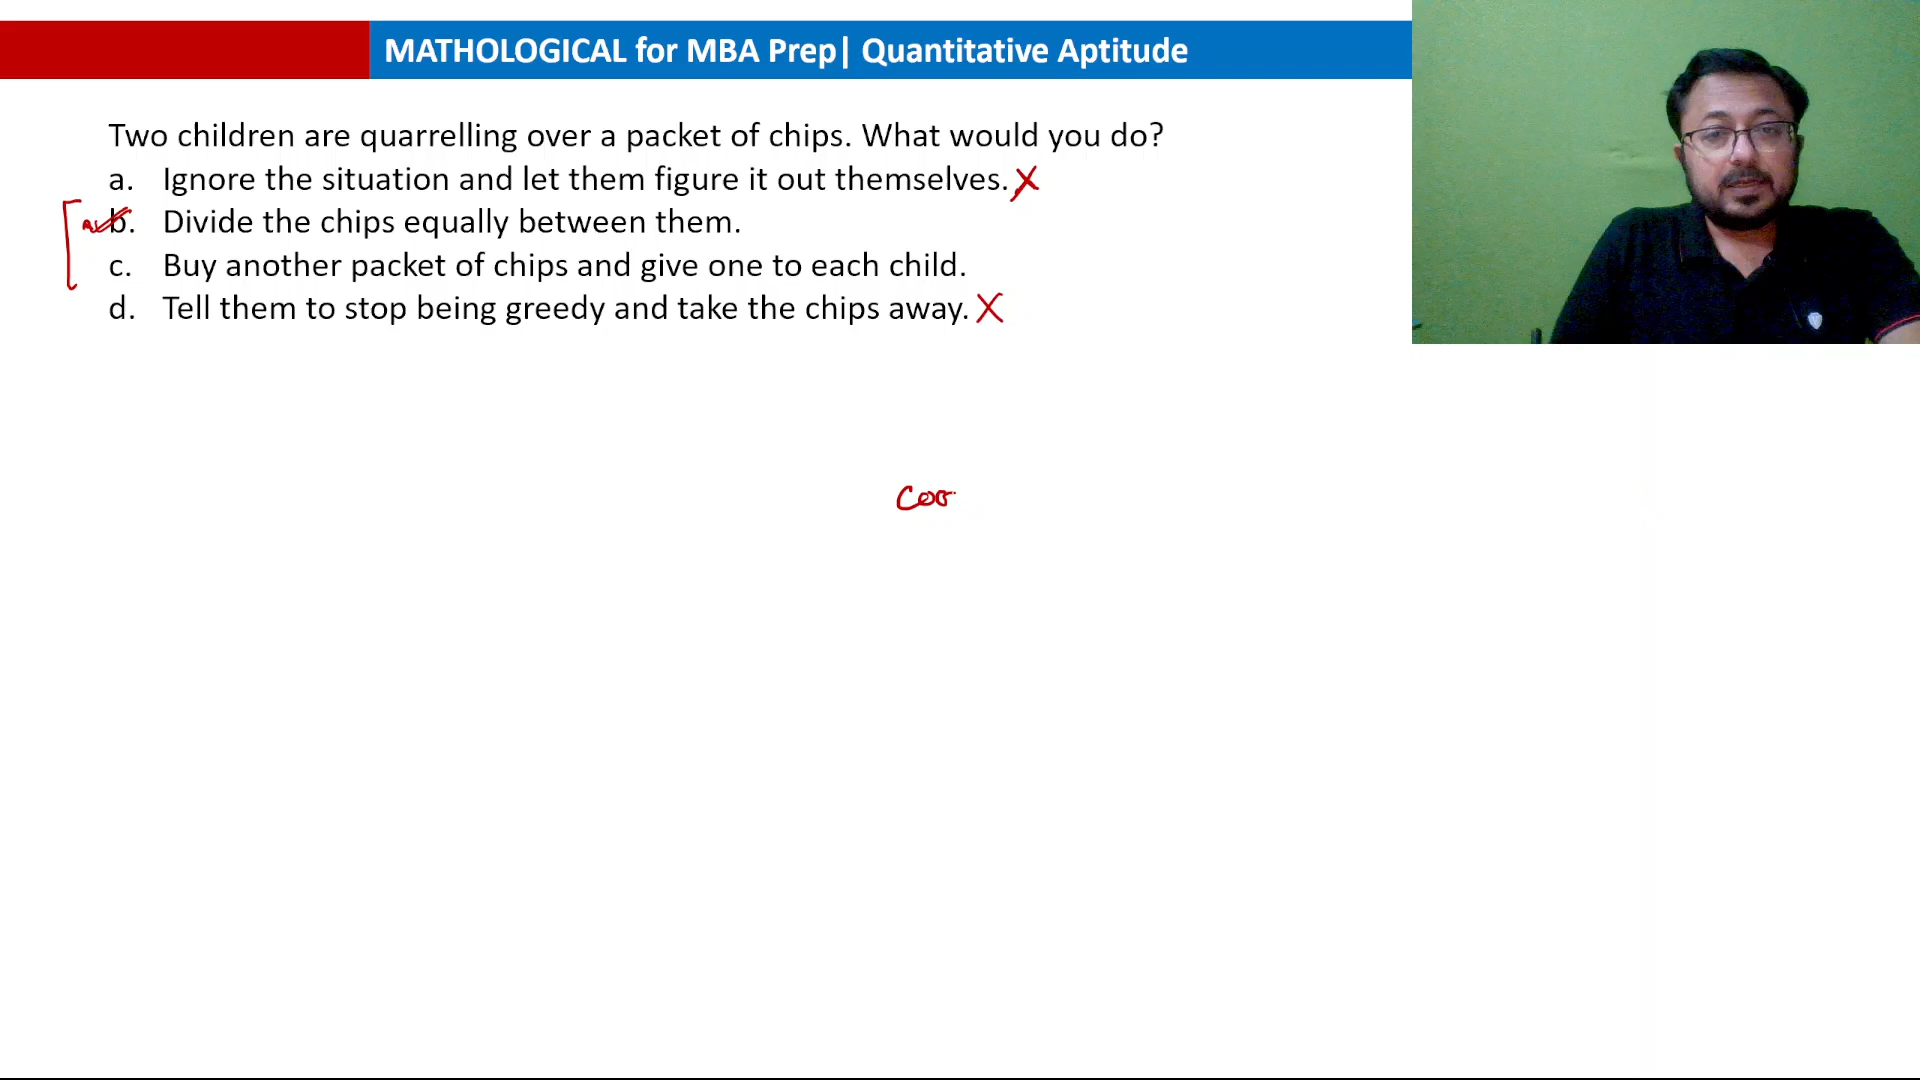 MATHOLOGICAL for MBA Prep| Quantitative Aptitude
Two children are quarrelling over a packet of chips. What would you do?
a. Ignore the situation and let them figure it out themselves. X
b. Divide the chips equally between them.
c. Buy another packet of chips and give one to each child.
d. Tell them to stop being greedy and take the chips away. X